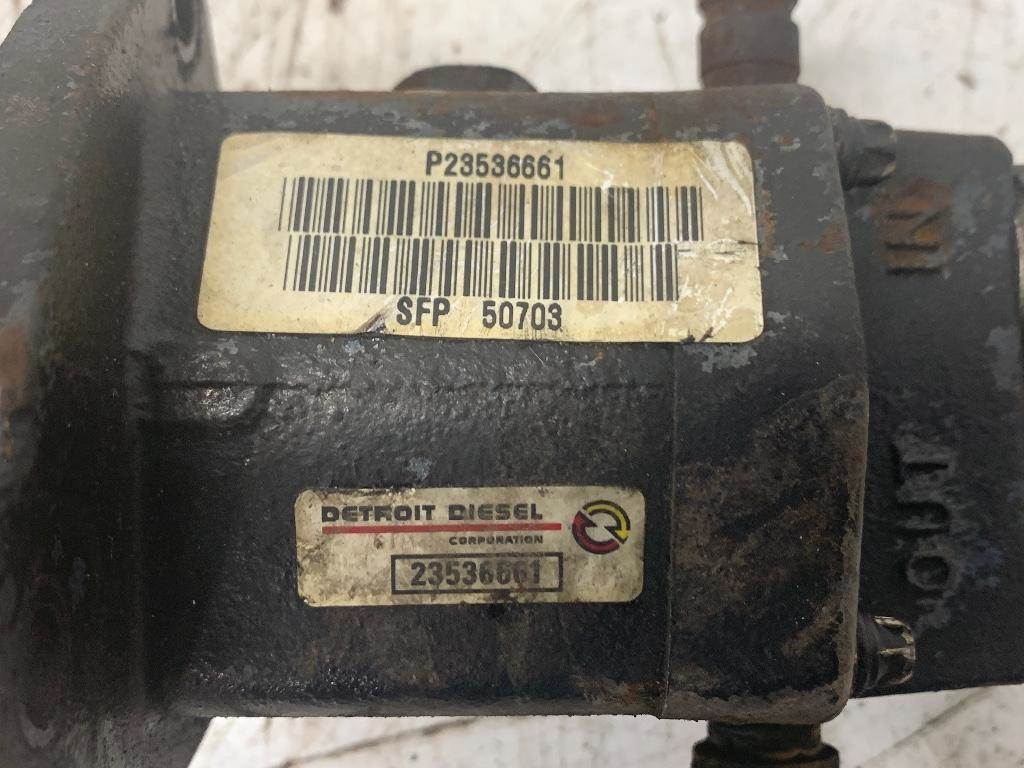 P23536661
SFP 50703
DETROIT DIESEL
CORPORATION
23536661
IN
OUT